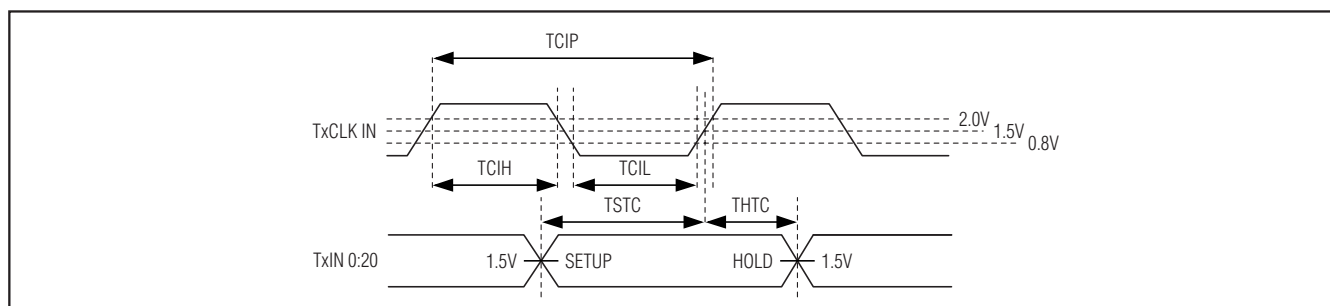 TCIP
TxCLK IN
2.0V
1.5V
0.8V
TCIH
TCIL
TSTC
THTC
TxIN 0:20
1.5V
SETUP
HOLD
1.5V